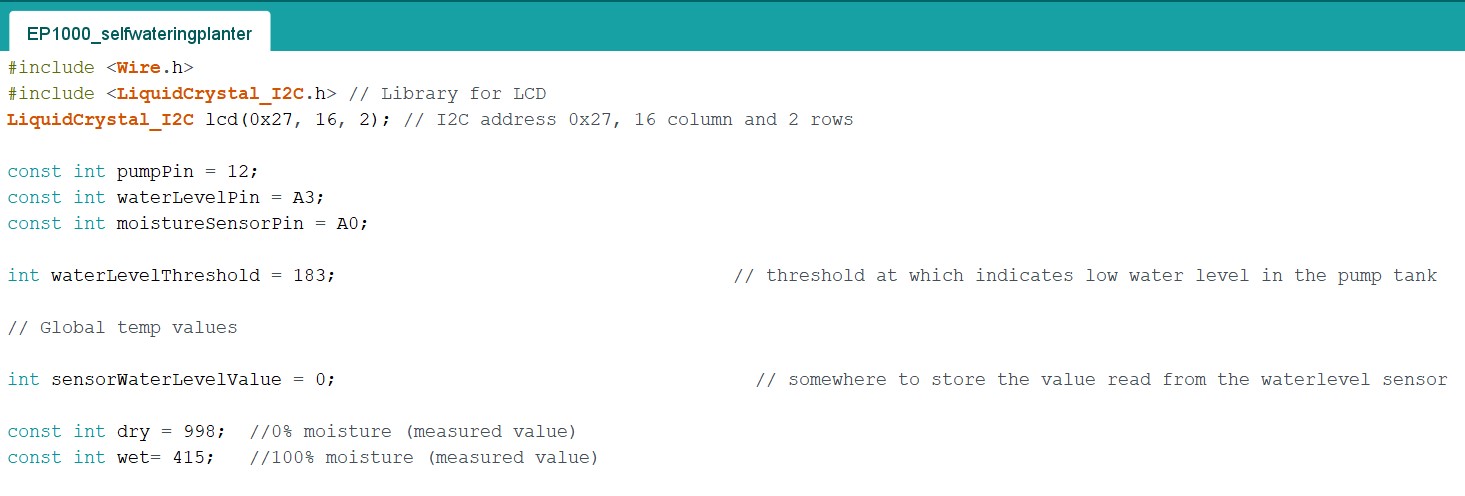 EP1000_selfwateringplanter
#include <Wire.h>
#include <LiquidCrystal_I2C.h> // Library for LCD
LiquidCrystal_I2C lcd(0x27, 16, 2); // I2C address 0x27, 16 column and 2 rows
const int pumpPin = 12;
const int waterLevelPin = A3;
const int moistureSensorPin = A0;
int waterLevelThreshold = 183; // threshold at which indicates low water level in the pump tank
// Global temp values
int sensorWaterLevelValue = 0; // somewhere to store the value read from the waterlevel sensor
const int dry = 998; //0% moisture (measured value)
const int wet= 415; //100% moisture (measured value)